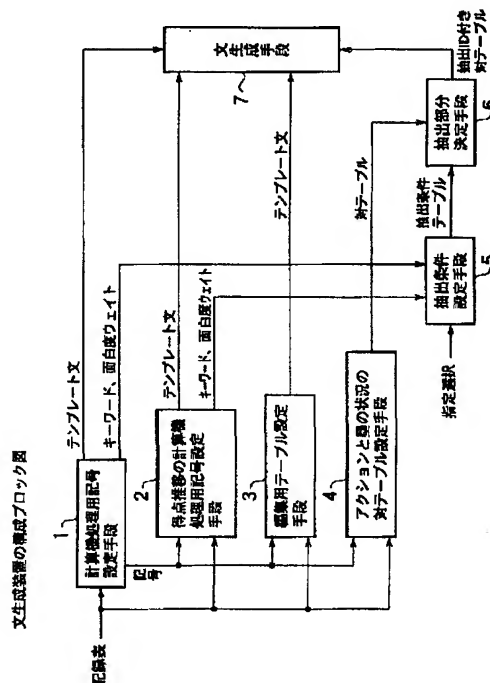 文生成装置の構成ブロック図
記録表
1
計算機処理用記号
設定手段
記号
テンプレート文
キーワード、面白度ウェイト
2
得点推移の計算機
処理用記号設定
手段
テンプレート文
キーワード、面白度ウェイト
3
編集用テーブル設定
手段
テンプレート文
4
アクションと塁の状況の
対テーブル設定手段
対テーブル
指定選択
抽出条件
設定手段
5
抽出条件
テーブル
抽出部分
決定手段
6
抽出ID付き
対テーブル
文生成手段
7